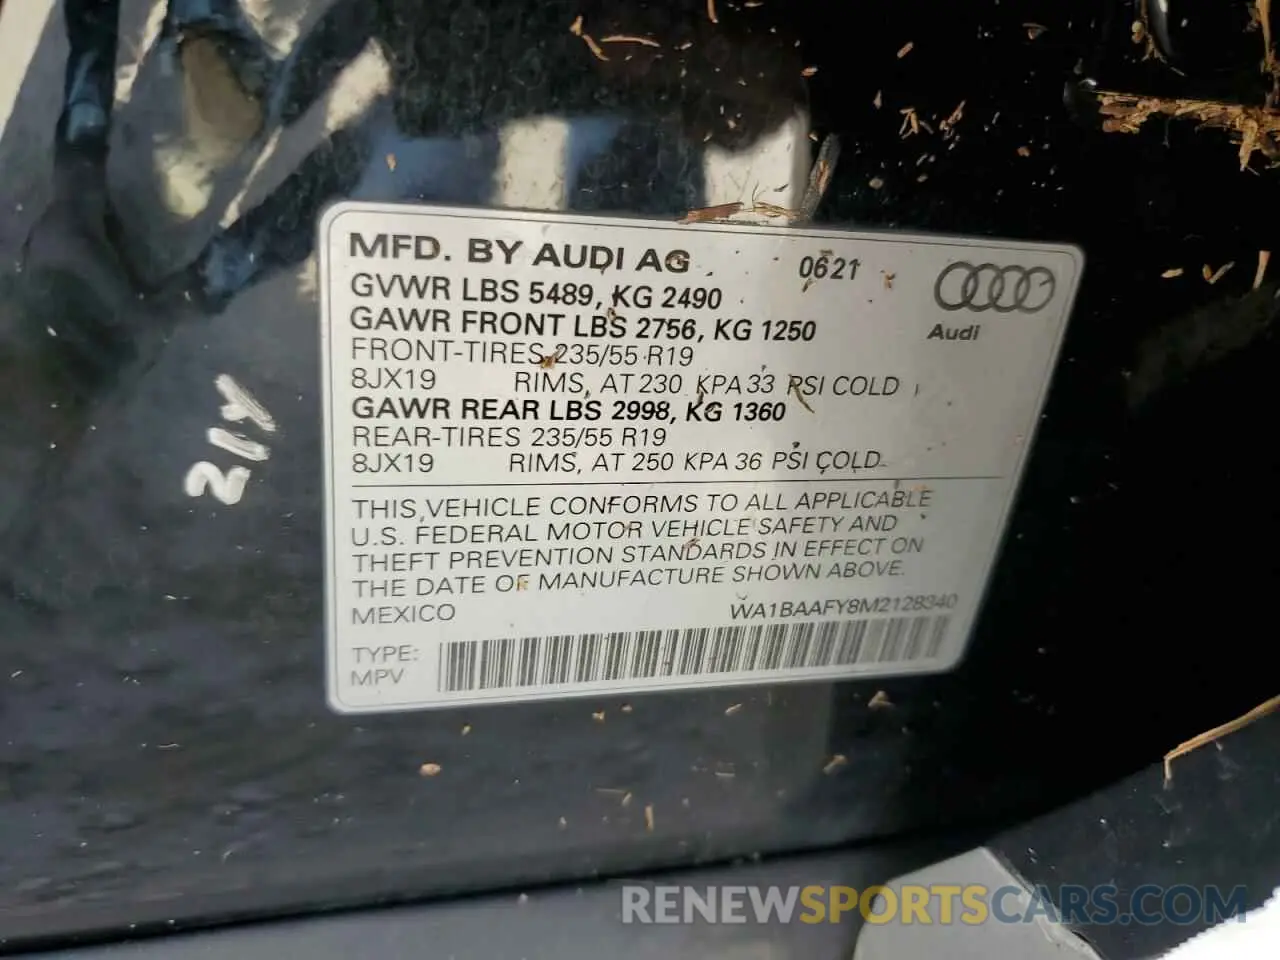 MFD. BY AUDI AG 0621
GVWR LBS 5489, KG 2490
GAWR FRONT LBS 2756, KG 1250
Audi
FRONT-TIRES 235/55 R19
8JX19 RIMS, AT 230 KPA 33 PSI COLD
GAWR REAR LBS 2998, KG 1360
REAR-TIRES 235/55 R19
8JX19 RIMS, AT 250 KPA 36 PSI COLD
THIS VEHICLE CONFORMS TO ALL APPLICABLE
U.S. FEDERAL MOTOR VEHICLE SAFETY AND
THEFT PREVENTION STANDARDS IN EFFECT ON
THE DATE OF MANUFACTURE SHOWN ABOVE.
MEXICO WA1BAAFY8M2128340
TYPE:
MPV
RENEWSPORTSCARS.COM